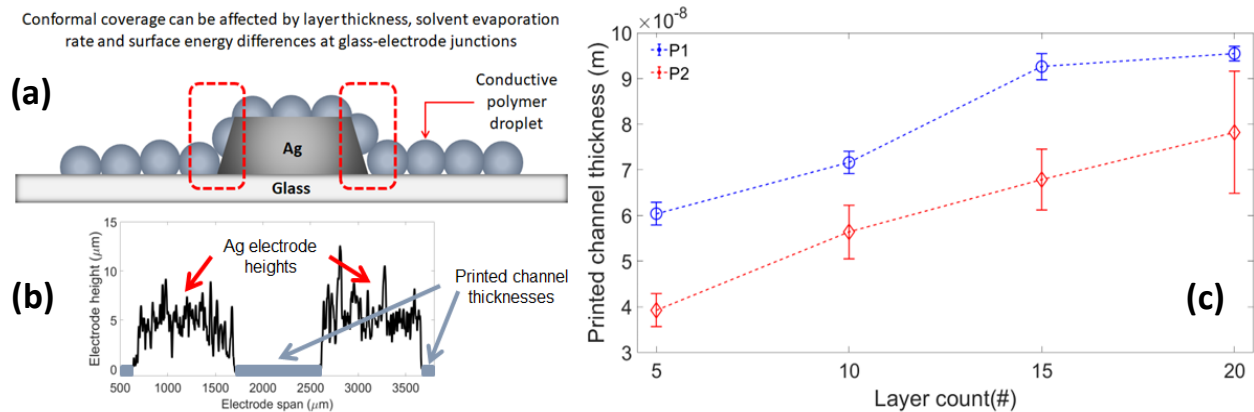 Conformal coverage can be affected by layer thickness, solvent evaporation
rate and surface energy differences at glass-electrode junctions
(a)
Conductive
polymer
droplet
Ag
Glass
(b)
Electrode height (μm)
15
10
5
0
Ag electrode
heights
Printed channel
thicknesses
500 1000 1500 2000 2500 3000 3500
Electrode span (μm)
×10⁻⁸
P1
P2
Printed channel thickness (m)
10
9
8
7
6
5
4
3
(c)
5 10 15 20
Layer count(#)